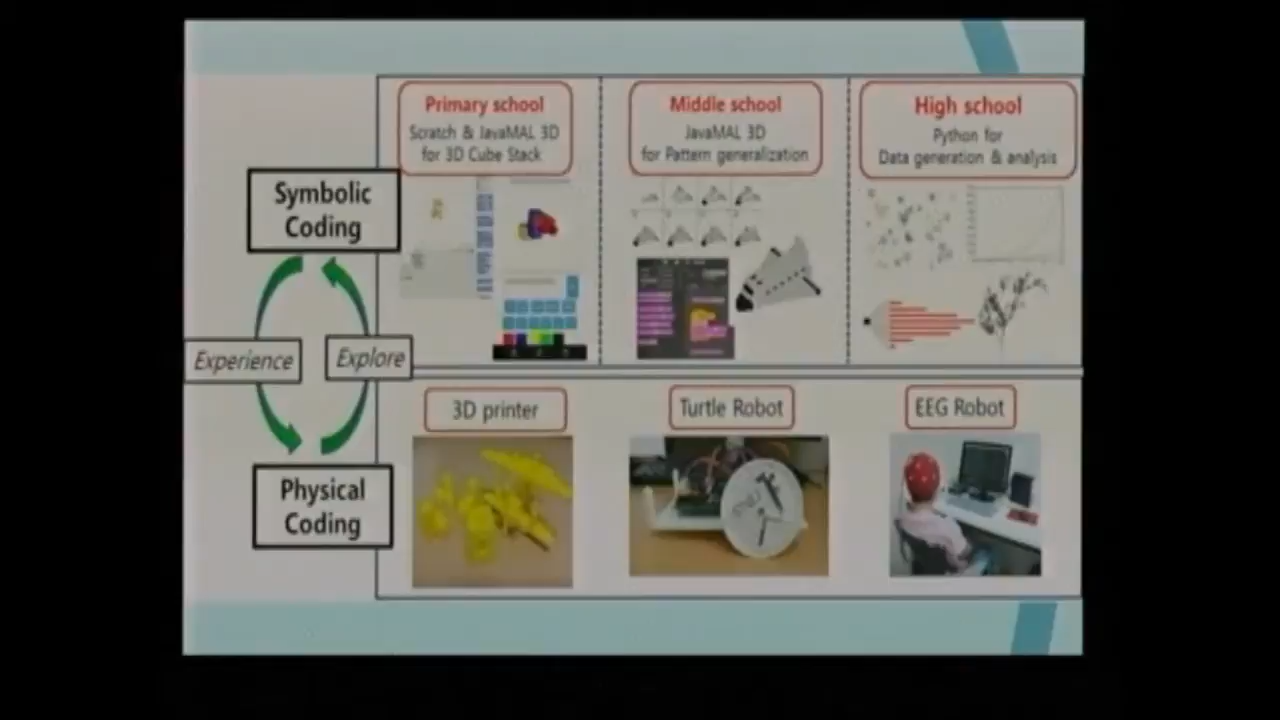 Primary school
Scratch & JavaMAL 3D
for 3D Cube Stack
Middle school
JavaMAL 3D
for Pattern generalization
High school
Python for
Data generation & analysis
Symbolic
Coding
Experience
Explore
Physical
Coding
3D printer
Turtle Robot
EEG Robot